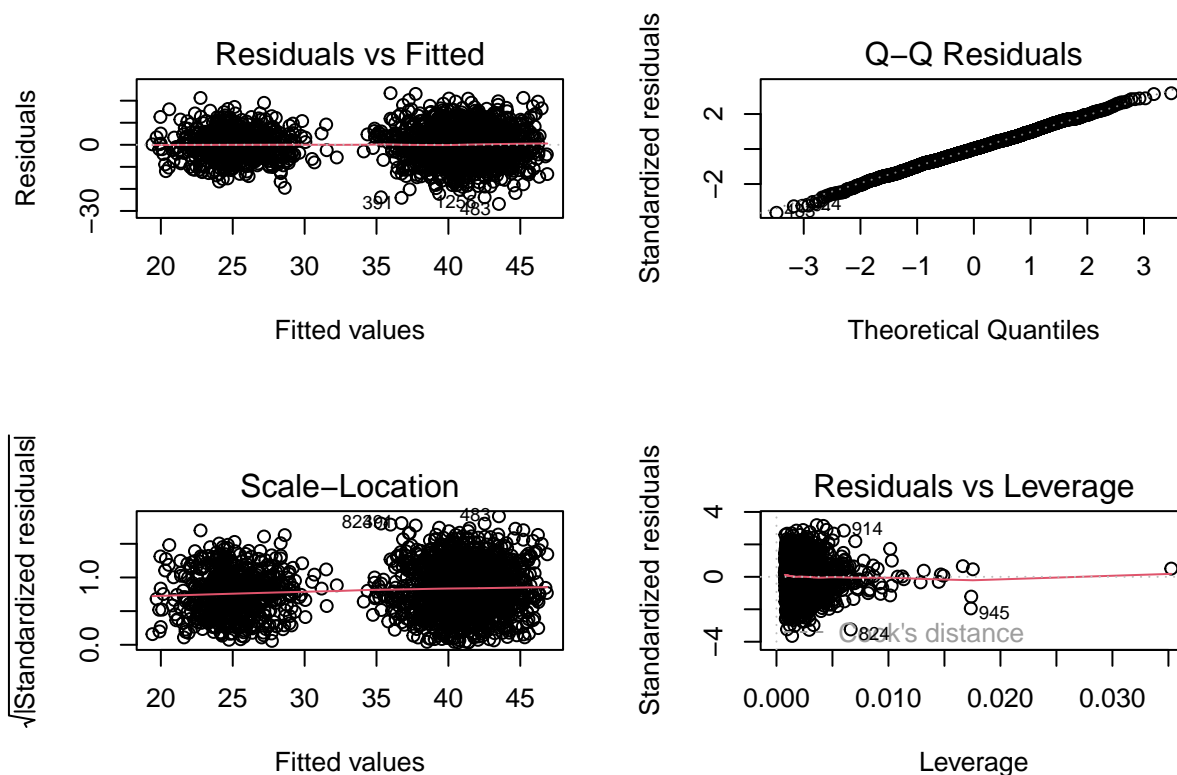 Residuals vs Fitted
Residuals
0
−30
391
1256
483
20 25 30 35 40 45
Fitted values
Q−Q Residuals
Standardized residuals
2
−2
483
−3 −2 −1 0 1 2 3
Theoretical Quantiles
Scale−Location
√|Standardized residuals|
1.0
0.0
483
20 25 30 35 40 45
Fitted values
Residuals vs Leverage
Standardized residuals
4
0
−4
914
945
824
Cook's distance
0.000 0.010 0.020 0.030
Leverage